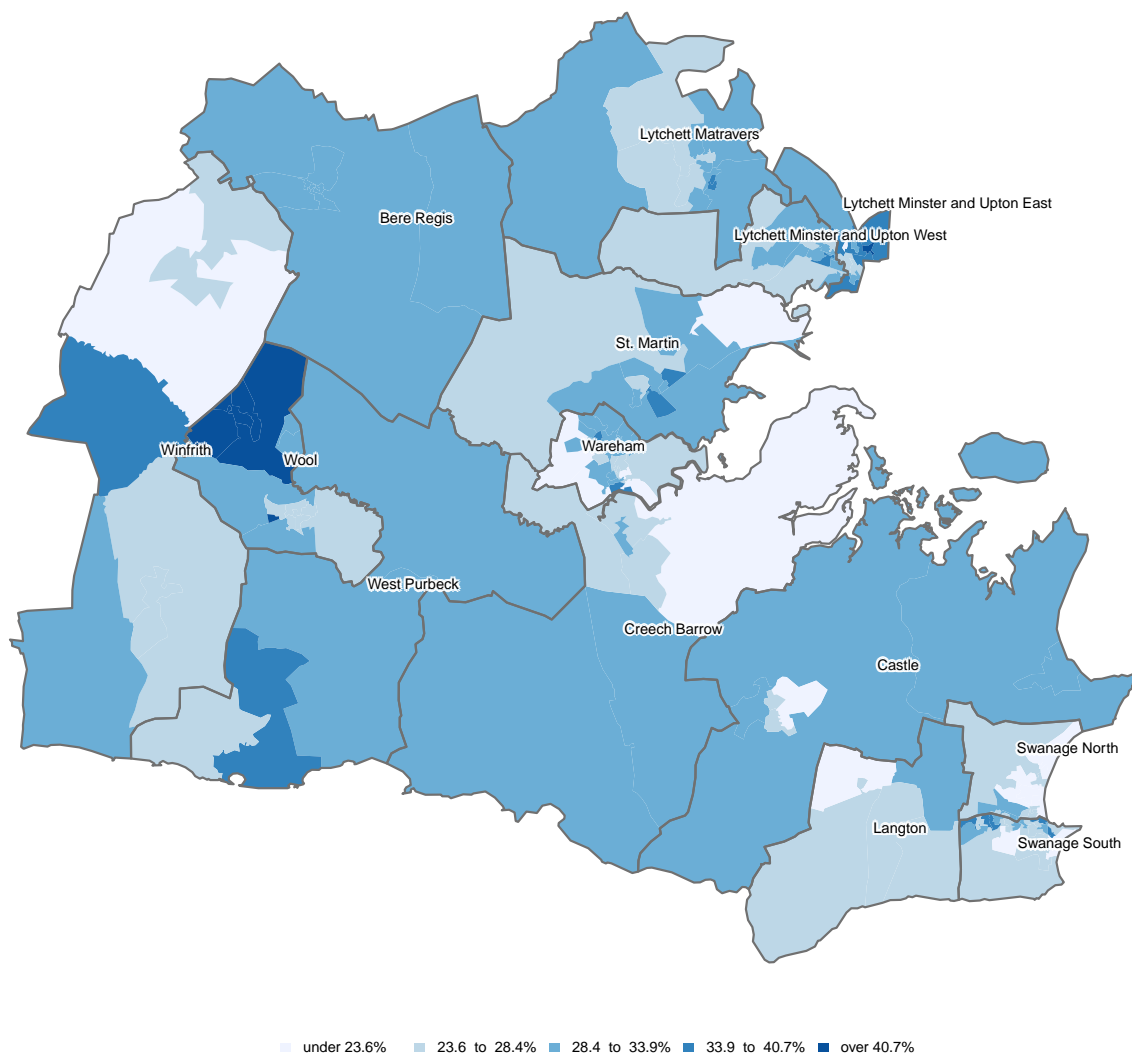 Lytchett Matravers
Lytchett Minster and Upton East
Bere Regis
Lytchett Minster and Upton West
St. Martin
Wareham
Winfrith
Wool
West Purbeck
Creech Barrow
Castle
Swanage North
Langton
Swanage South
under 23.6% 23.6 to 28.4% 28.4 to 33.9% 33.9 to 40.7% over 40.7%